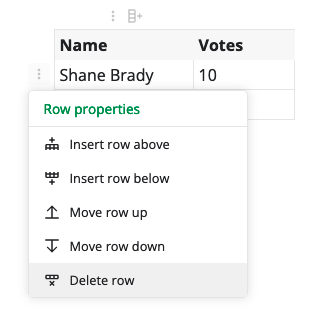 Name Votes
Shane Brady 10
Row properties
Insert row above
Insert row below
Move row up
Move row down
Delete row